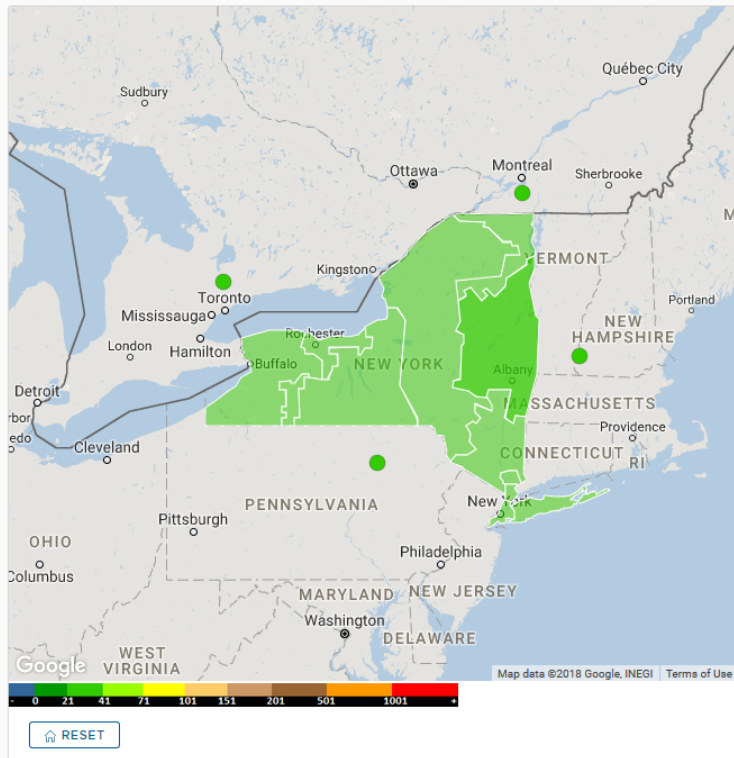 Québec City
Sudbury
Montreal
Ottawa
Sherbrooke
VERMONT
Kingston
Portland
Toronto
Mississauga
NEW
HAMPSHIRE
Rochester
London
Hamilton
Buffalo
NEW YORK
Albany
Detroit
MASSACHUSETTS
rbor
Providence
edo
Cleveland
CONNECTICUT
RI
New York
PENNSYLVANIA
Pittsburgh
OHIO
Philadelphia
Columbus
MARYLAND
NEW JERSEY
Washington
DELAWARE
WEST
VIRGINIA
Google
Map data ©2018 Google, INEGI Terms of Use
- 0 21 41 71 101 151 201 501 1001 +
RESET